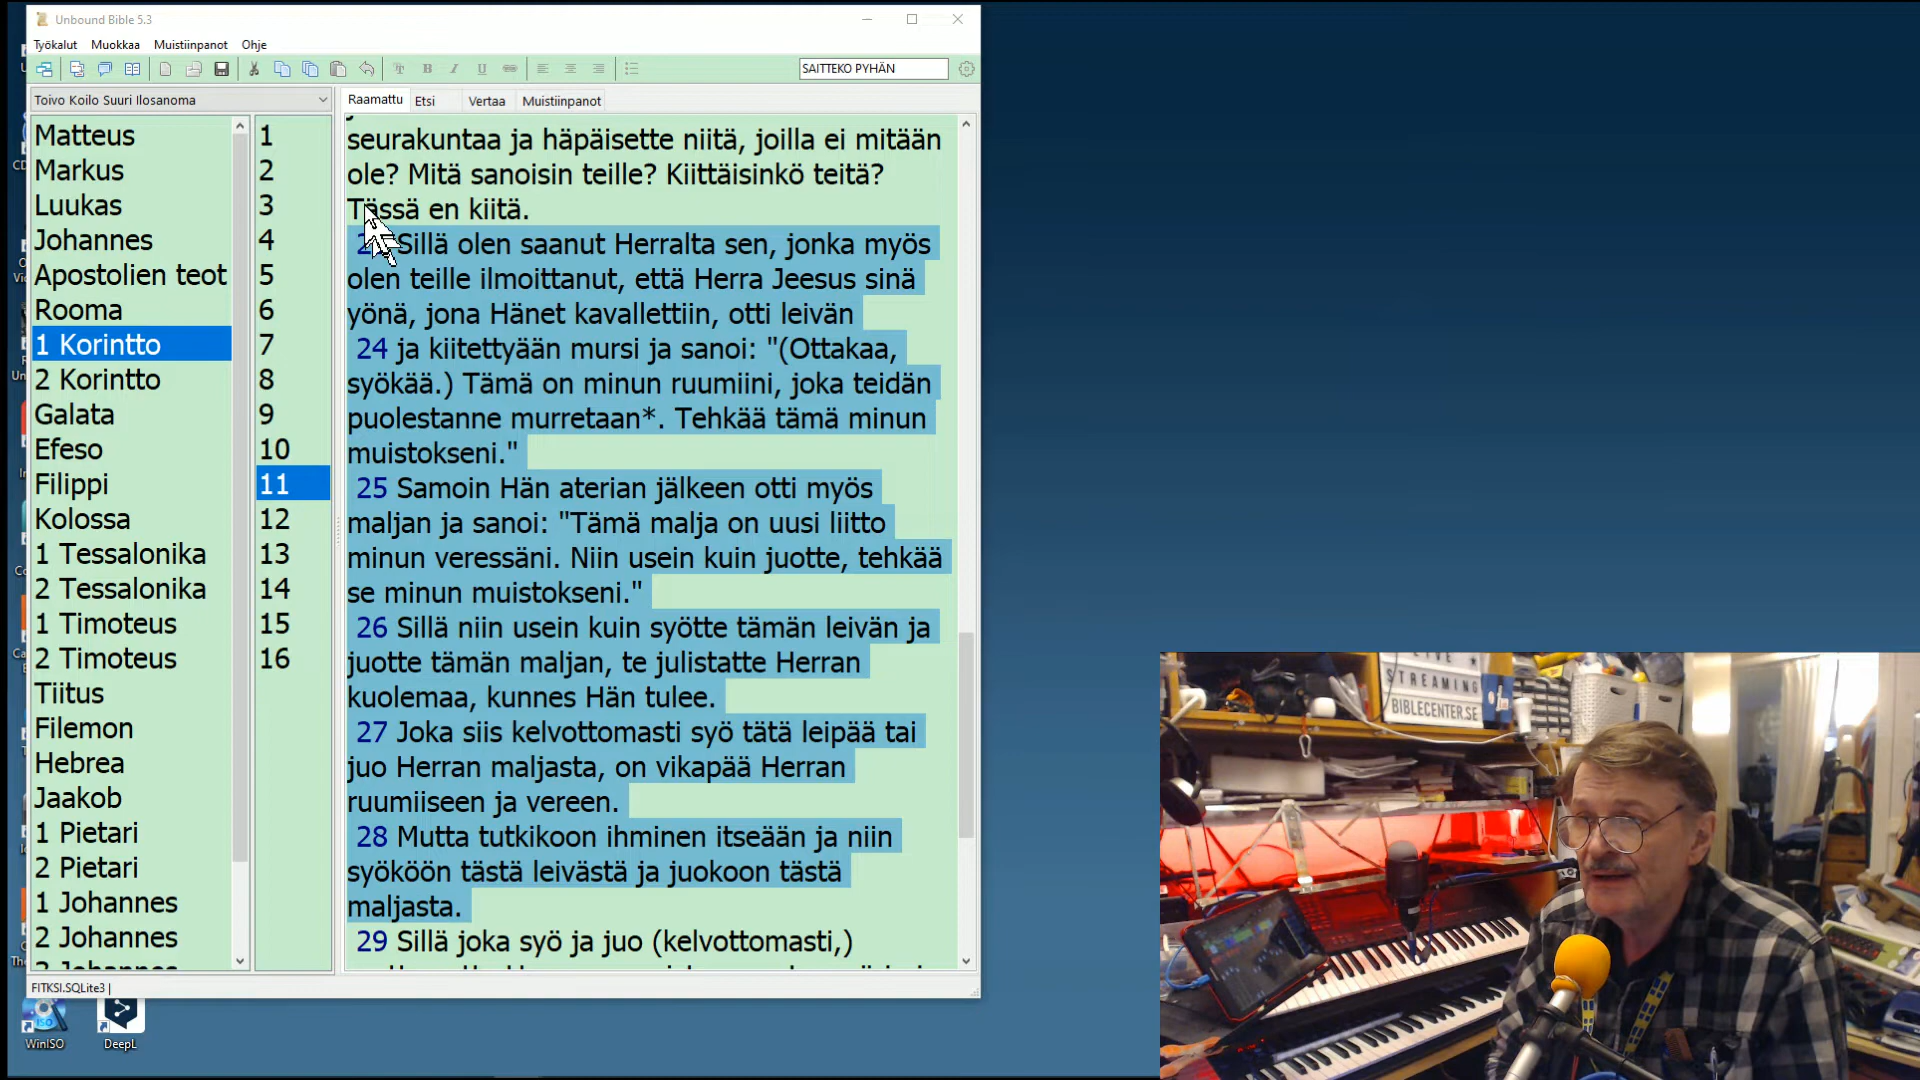 Unbound Bible 5.3
Työkalut Muokkaa Muistiinpanot Ohje
SAITTEKO PYHÄN
Toivo Koilo Suuri Ilosanoma
Raamattu Etsi Vertaa Muistiinpanot
Matteus
Markus
Luukas
Johannes
Apostolien teot
Rooma
1 Korintto
2 Korintto
Galata
Efeso
Filippi
Kolossa
1 Tessalonika
2 Tessalonika
1 Timoteus
2 Timoteus
Tiitus
Filemon
Hebrea
Jaakob
1 Pietari
2 Pietari
1 Johannes
2 Johannes
1
2
3
4
5
6
7
8
9
10
11
12
13
14
15
16
seurakuntaa ja häpäisette niitä, joilla ei mitään
ole? Mitä sanoisin teille? Kiittäisinkö teitä?
Tässä en kiitä.
Sillä olen saanut Herralta sen, jonka myös
olen teille ilmoittanut, että Herra Jeesus sinä
yönä, jona Hänet kavallettiin, otti leivän
24 ja kiitettyään mursi ja sanoi: "(Ottakaa,
syökää.) Tämä on minun ruumiini, joka teidän
puolestanne murretaan*. Tehkää tämä minun
muistokseni."
25 Samoin Hän aterian jälkeen otti myös
maljan ja sanoi: "Tämä malja on uusi liitto
minun veressäni. Niin usein kuin juotte, tehkää
se minun muistokseni."
26 Sillä niin usein kuin syötte tämän leivän ja
juotte tämän maljan, te julistatte Herran
kuolemaa, kunnes Hän tulee.
27 Joka siis kelvottomasti syö tätä leipää tai
juo Herran maljasta, on vikapää Herran
ruumiiseen ja vereen.
28 Mutta tutkikoon ihminen itseään ja niin
syököön tästä leivästä ja juokoon tästä
maljasta.
29 Sillä joka syö ja juo (kelvottomasti,)
FITKSI.SQLite3
WinISO
DeepL
LIVE
STREAMING
BIBLECENTER.SE